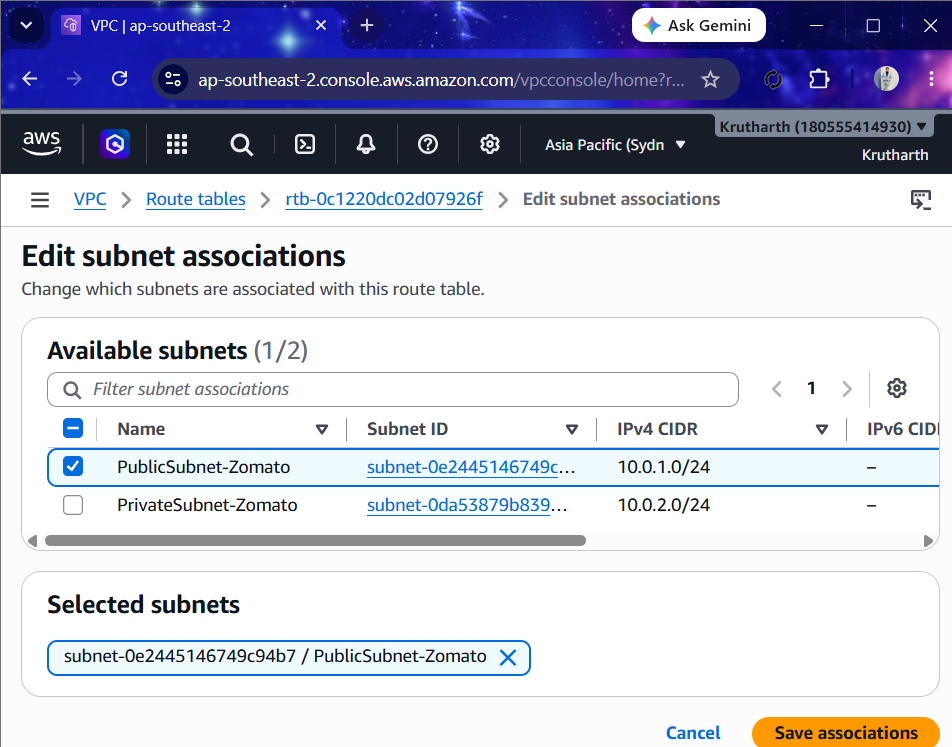 VPC | ap-southeast-2
Ask Gemini
ap-southeast-2.console.aws.amazon.com/vpcconsole/home?r...
aws
Asia Pacific (Sydn
Krutharth (180555414930)
Krutharth
VPC
Route tables
rtb-0c1220dc02d07926f
Edit subnet associations
Edit subnet associations
Change which subnets are associated with this route table.
Available subnets (1/2)
Filter subnet associations
1
Name Subnet ID IPv4 CIDR IPv6 CIDI
PublicSubnet-Zomato subnet-0e2445146749c... 10.0.1.0/24 –
PrivateSubnet-Zomato subnet-0da53879b839... 10.0.2.0/24 –
Selected subnets
subnet-0e2445146749c94b7 / PublicSubnet-Zomato
Cancel
Save associations